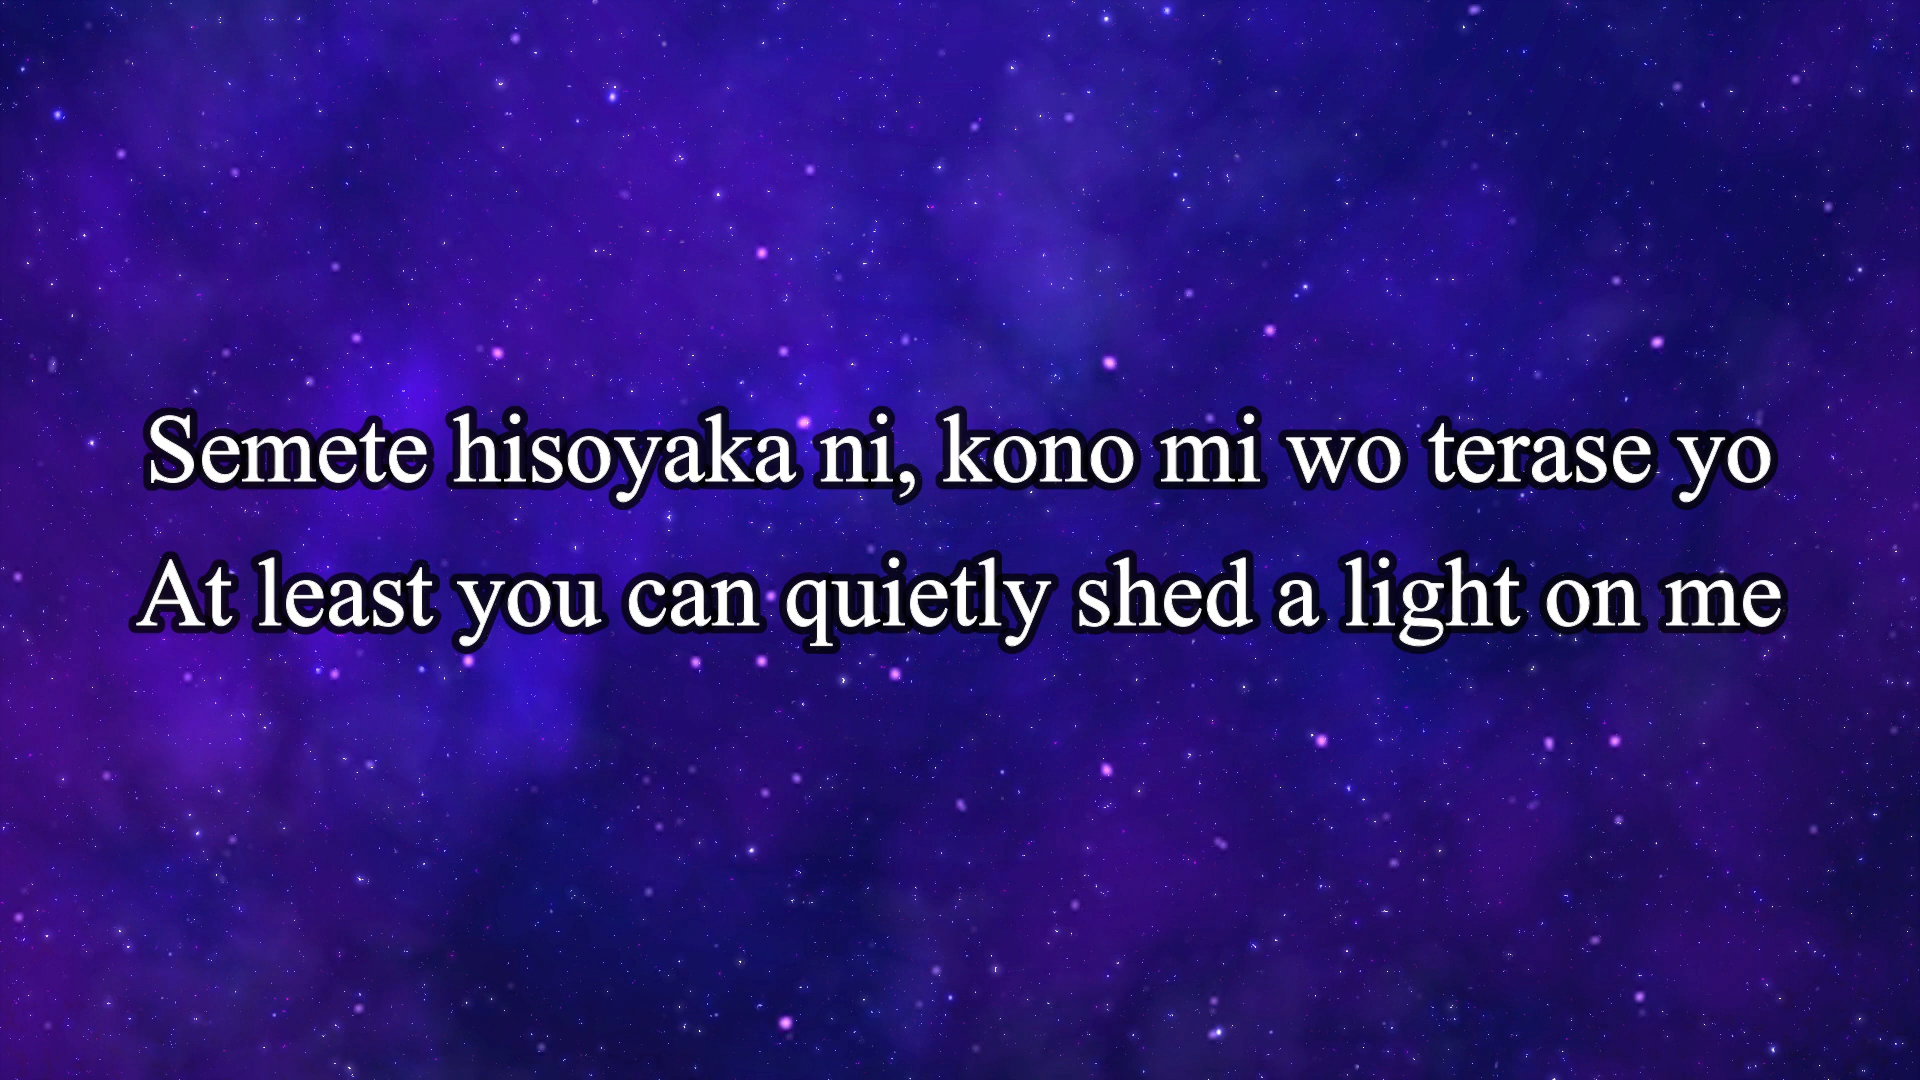 Semete hisoyaka ni, kono mi wo terase yo
At least you can quietly shed a light on me